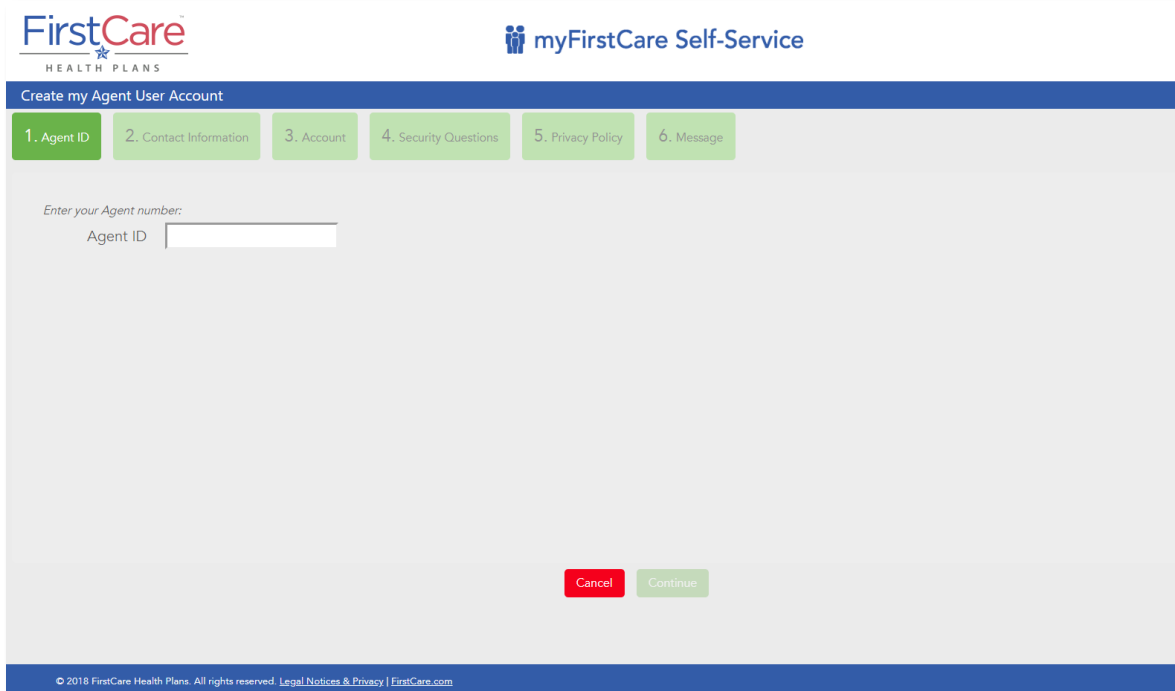 FirstCare™
HEALTH PLANS
myFirstCare Self-Service
Create my Agent User Account
1. Agent ID
2. Contact Information
3. Account
4. Security Questions
5. Privacy Policy
6. Message
Enter your Agent number:
Agent ID
Cancel
Continue
© 2018 FirstCare Health Plans. All rights reserved. Legal Notices & Privacy | FirstCare.com